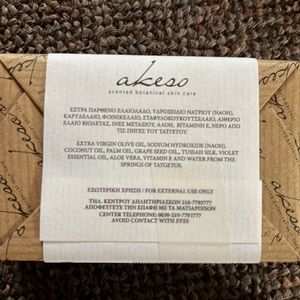 akeso
scented botanical skin care
ΕΞΤΡΑ ΠΑΡΘΕΝΟ ΕΛΑΙΟΛΑΔΟ, ΥΔΡΟΞΕΙΔΙΟ ΝΑΤΡΙΟΥ (NAOH),
ΚΑΡΥΔΕΛΑΙΟ, ΦΟΙΝΙΚΕΛΑΙΟ, ΣΤΑΦΥΛΟΚΟΥΚΟΥΤΣΕΛΑΙΟ, ΑΙΘΕΡΙΟ
ΕΛΑΙΟ ΒΙΟΛΕΤΑΣ, ΙΝΕΣ ΜΕΤΑΞΙΟΥ, ΑΛΟΗ, ΒΙΤΑΜΙΝΗ Ε, ΝΕΡΟ ΑΠΟ
ΤΙΣ ΠΗΓΕΣ ΤΟΥ ΤΑΫΓΕΤΟΥ.
EXTRA VIRGIN OLIVE OIL, SODIUM HYDROXIDE (NAOH),
COCONUT OIL, PALM OIL, GRAPE SEED OIL, TUSSAH SILK, VIOLET
ESSENTIAL OIL, ALOE VERA, VITAMIN E AND WATER FROM THE
SPRINGS OF TAYGETOS.
ΕΞΩΤΕΡΙΚΗ ΧΡΗΣΗ / FOR EXTERNAL USE ONLY
ΤΗΛ. ΚΕΝΤΡΟΥ ΔΗΛΗΤΗΡΙΑΣΕΩΝ 210-7793777
ΑΠΟΦΕΥΓΕΤΕ ΤΗΝ ΕΠΑΦΗ ΜΕ ΤΑ ΜΑΤΙΑ
CENTER TELEPHONE: 0030-210-7793777
AVOID CONTACT WITH EYES